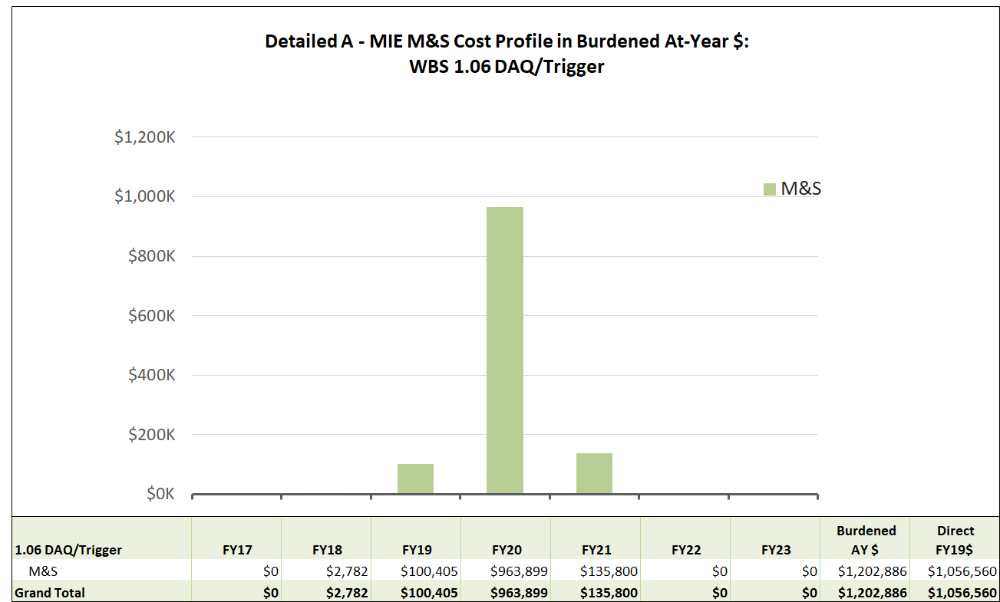 Detailed A - MIE M&S Cost Profile in Burdened At-Year $:
WBS 1.06 DAQ/Trigger
$1,200K
$1,000K
$800K
$600K
$400K
$200K
$0K
M&S
1.06 DAQ/Trigger FY17 FY18 FY19 FY20 FY21 FY22 FY23 Burdened AY $ Direct FY19$
M&S $0 $2,782 $100,405 $963,899 $135,800 $0 $0 $1,202,886 $1,056,560
Grand Total $0 $2,782 $100,405 $963,899 $135,800 $0 $0 $1,202,886 $1,056,560